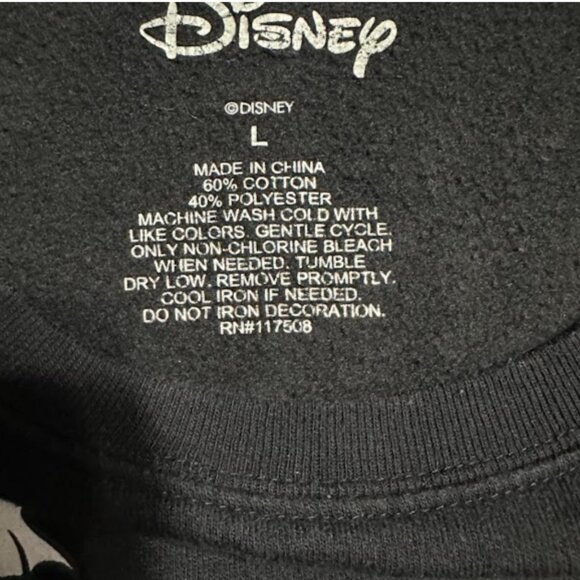 Disney
©DISNEY
L
MADE IN CHINA
60% COTTON
40% POLYESTER
MACHINE WASH COLD WITH
LIKE COLORS. GENTLE CYCLE.
ONLY NON-CHLORINE BLEACH
WHEN NEEDED. TUMBLE
DRY LOW. REMOVE PROMPTLY.
COOL IRON IF NEEDED.
DO NOT IRON DECORATION.
RN#117508